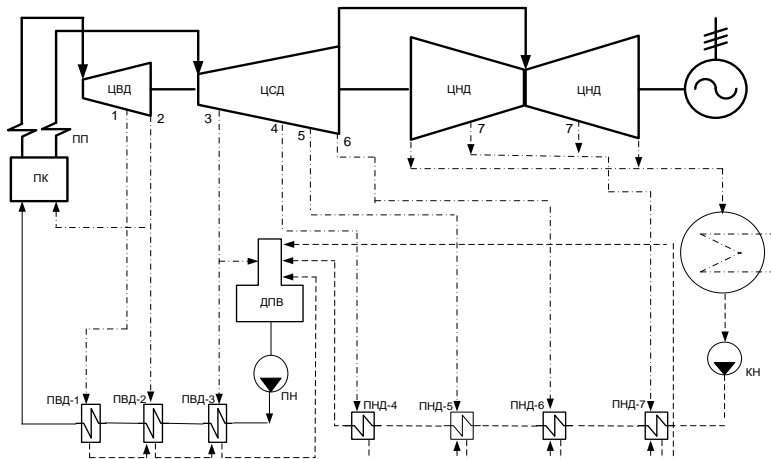 ЦВД
ЦСД
ЦНД
ЦНД
1
2
3
4
5
6
7
7
ПП
ПК
ДПВ
ПН
КН
ПВД-1
ПВД-2
ПВД-3
ПНД-4
ПНД-5
ПНД-6
ПНД-7